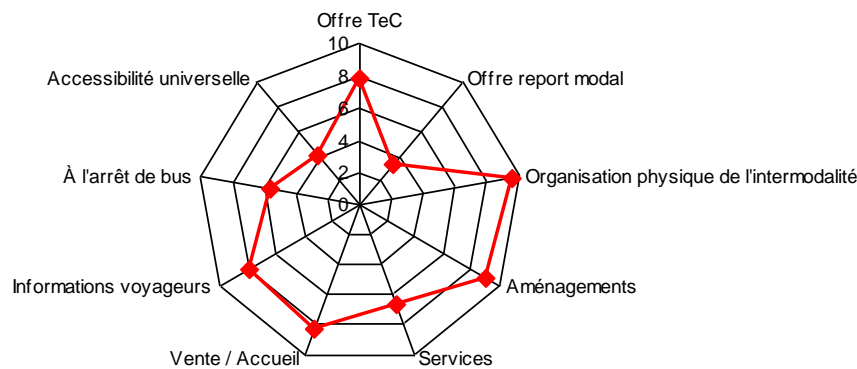 Offre TeC
10
8
6
4
2
0
Offre report modal
Organisation physique de l'intermodalité
Aménagements
Services
Vente / Accueil
Informations voyageurs
À l'arrêt de bus
Accessibilité universelle